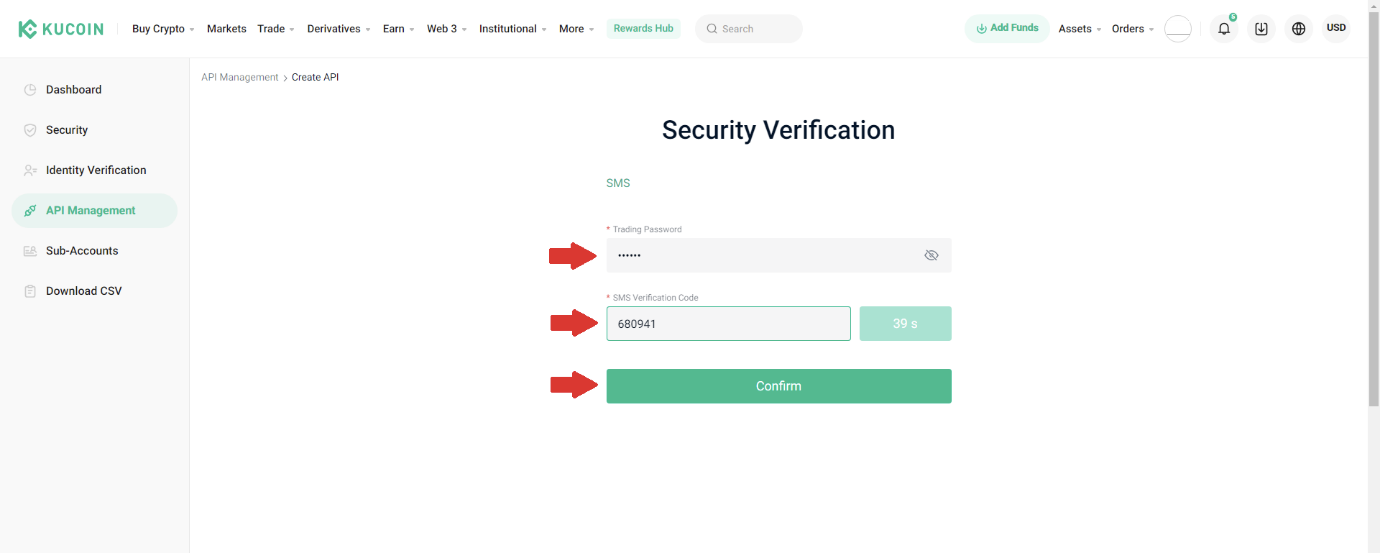 KUCOIN Buy Crypto Markets Trade Derivatives Earn Web 3 Institutional More Rewards Hub Search Add Funds Assets Orders 5 USD
API Management > Create API
Dashboard
Security
Identity Verification
API Management
Sub-Accounts
Download CSV
Security Verification
SMS
* Trading Password
••••••
* SMS Verification Code
680941 39 s
Confirm